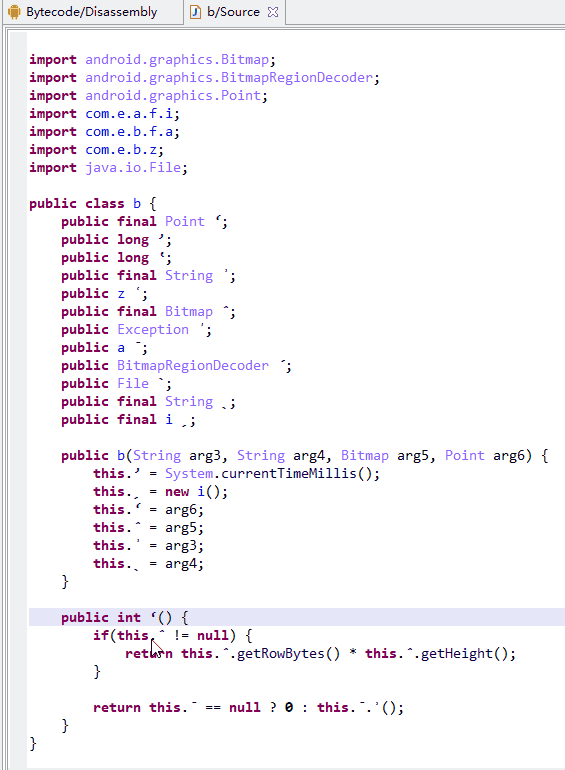 Bytecode/Disassembly
b/Source
import android.graphics.Bitmap;
import android.graphics.BitmapRegionDecoder;
import android.graphics.Point;
import com.e.a.f.i;
import com.e.b.f.a;
import com.e.b.z;
import java.io.File;
public class b {
public final Point ʻ;
public long ʼ;
public long ʽ;
public final String ʾ;
public z ʿ;
public final Bitmap ˆ;
public Exception ˈ;
public a ˉ;
public BitmapRegionDecoder ˊ;
public File ˋ;
public final String ˎ;
public final i ˏ;
public b(String arg3, String arg4, Bitmap arg5, Point arg6) {
this.ʼ = System.currentTimeMillis();
this.ˏ = new i();
this.ʻ = arg6;
this.ˆ = arg5;
this.ʾ = arg3;
this.ˎ = arg4;
}
public int ʻ() {
if(this.ˆ != null) {
return this.ˆ.getRowBytes() * this.ˆ.getHeight();
}
return this.ˉ == null ? 0 : this.ˉ.ʾ();
}
}